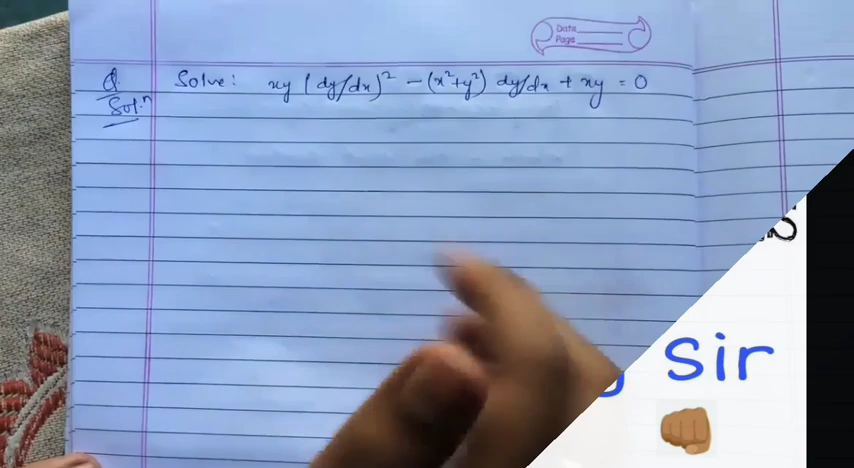 Date
Page
Q. Solve: xy (dy/dx)² - (x²+y²) dy/dx + xy = 0
Solⁿ
Sir